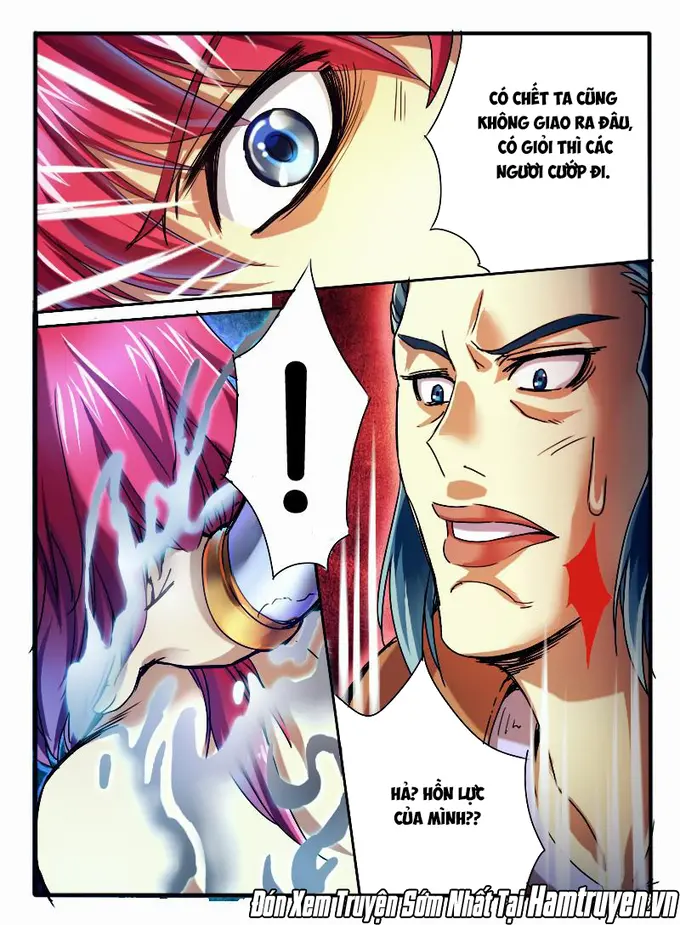 CÓ CHẾT TA CŨNG
KHÔNG GIAO RA ĐÂU,
CÓ GIỎI THÌ CÁC
NGƯƠI CƯỚP ĐI.
!
HẢ? HỒN LỰC
CỦA MÌNH??
Đón Xem Truyện Sớm Nhất Tại Hamtruyen.vn